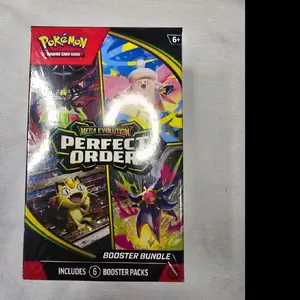 POKéMON
TRADING CARD GAME
6+
MEGA EVOLUTION
PERFECT
ORDER
BOOSTER BUNDLE
INCLUDES 6 BOOSTER PACKS